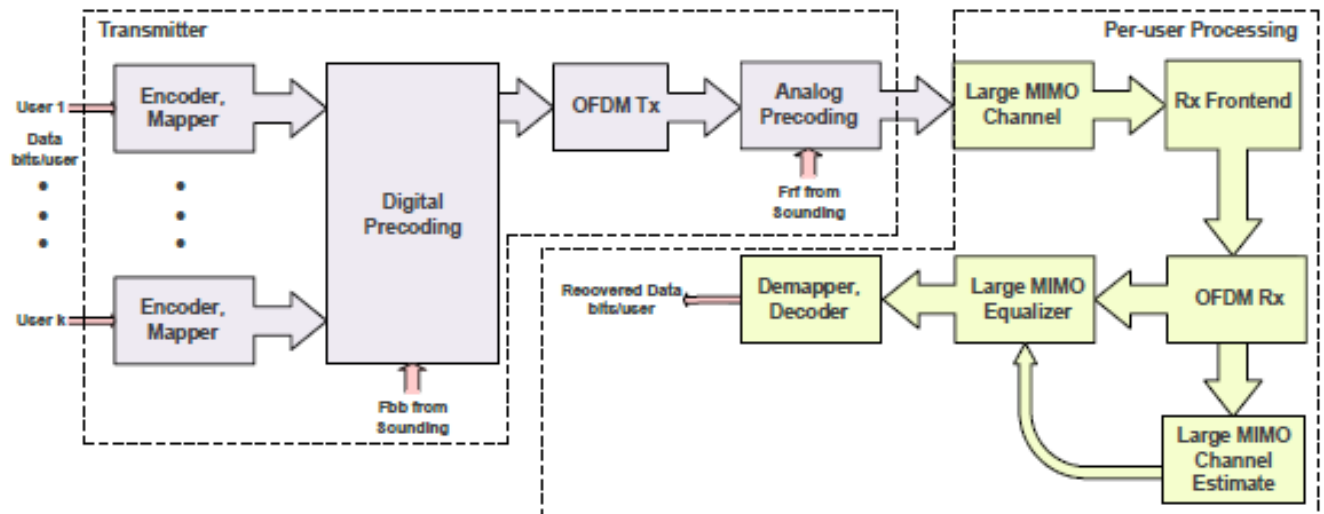 Transmitter
Per-user Processing
User 1
Data
bits/user
Encoder,
Mapper
Digital
Precoding
OFDM Tx
Analog
Precoding
Large MIMO
Channel
Rx Frontend
Frf from
Sounding
User k
Encoder,
Mapper
Fbb from
Sounding
Recovered Data
bits/user
Demapper,
Decoder
Large MIMO
Equalizer
OFDM Rx
Large MIMO
Channel
Estimate